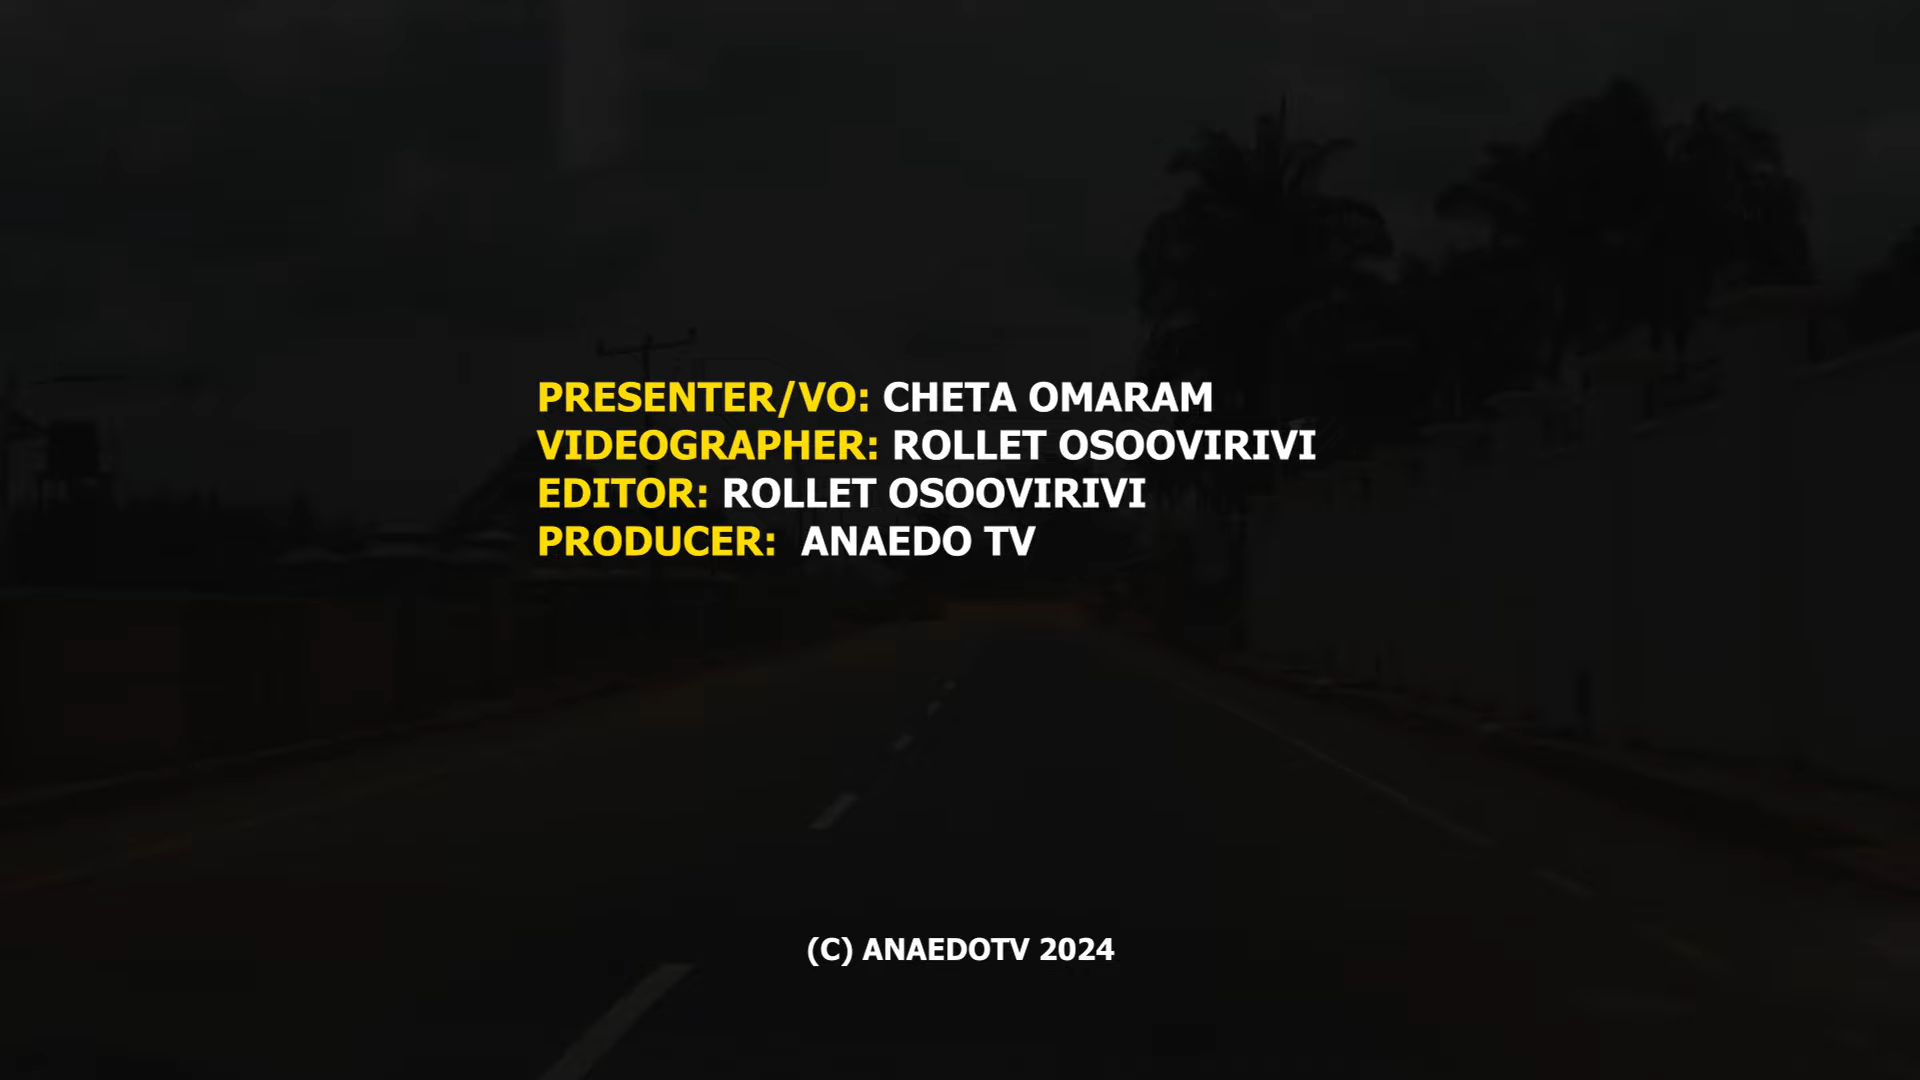 PRESENTER/VO: CHETA OMARAM
VIDEOGRAPHER: ROLLET OSOOVIRIVI
EDITOR: ROLLET OSOOVIRIVI
PRODUCER: ANAEDO TV
(C) ANAEDOTV 2024